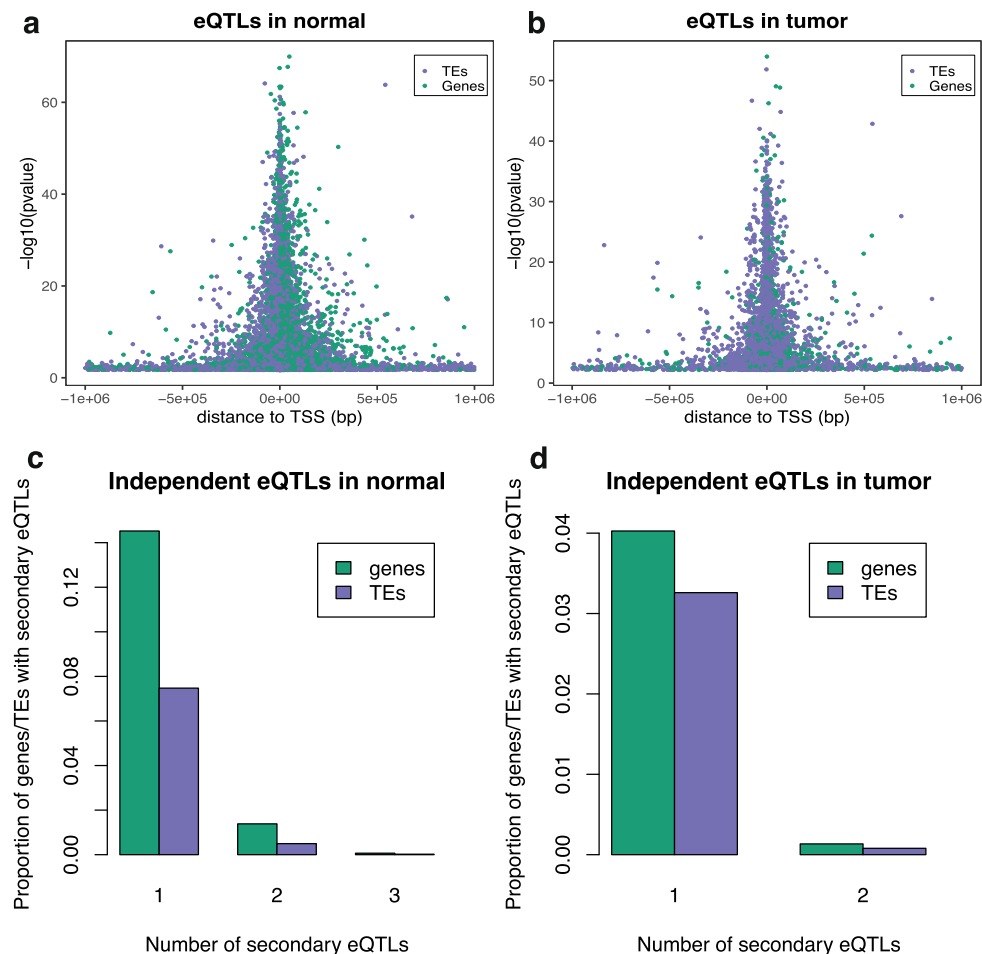 a
eQTLs in normal
−log10(pvalue)
60
40
20
0
TEs
Genes
−1e+06 −5e+05 0e+00 5e+05 1e+06
distance to TSS (bp)
b
eQTLs in tumor
−log10(pvalue)
50
40
30
20
10
0
TEs
Genes
−1e+06 −5e+05 0e+00 5e+05 1e+06
distance to TSS (bp)
c
Independent eQTLs in normal
Proportion of genes/TEs with secondary eQTLs
0.12
0.08
0.04
0.00
genes
TEs
1 2 3
Number of secondary eQTLs
d
Independent eQTLs in tumor
Proportion of genes/TEs with secondary eQTLs
0.04
0.03
0.02
0.01
0.00
genes
TEs
1 2
Number of secondary eQTLs